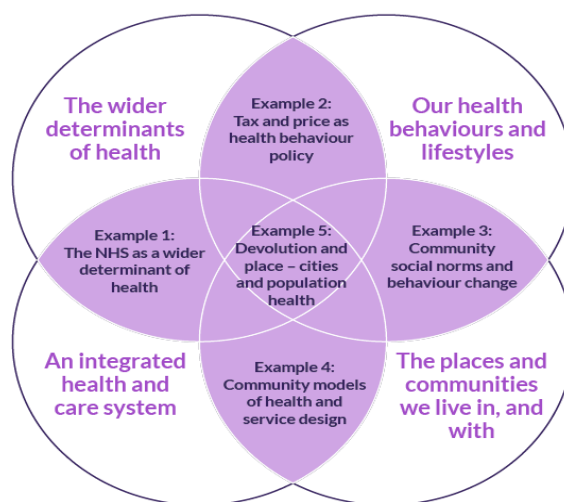 Example 2:
Tax and price as
health behaviour
policy
The wider
determinants
of health
Our health
behaviours and
lifestyles
Example 1:
The NHS as a wider
determinant of
health
Example 5:
Devolution and
place – cities
and population
health
Example 3:
Community
social norms and
behaviour change
An integrated
health and
care system
Example 4:
Community models
of health and
service design
The places and
communities
we live in, and
with